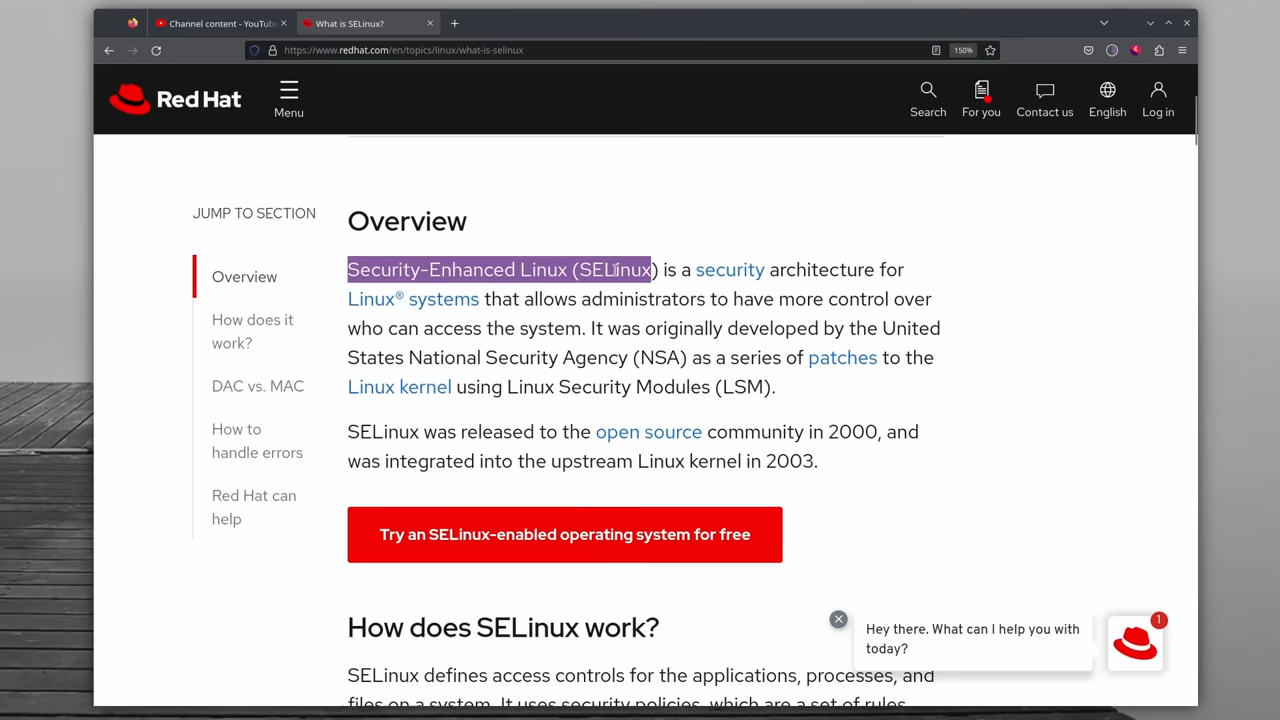 Channel content - YouTub
What is SELinux?
https://www.redhat.com/en/topics/linux/what-is-selinux
150%
Red Hat
Menu
Search
For you
Contact us
English
Log in
JUMP TO SECTION
Overview
How does it
work?
DAC vs. MAC
How to
handle errors
Red Hat can
help
Overview
Security-Enhanced Linux (SELinux) is a security architecture for
Linux® systems that allows administrators to have more control over
who can access the system. It was originally developed by the United
States National Security Agency (NSA) as a series of patches to the
Linux kernel using Linux Security Modules (LSM).
SELinux was released to the open source community in 2000, and
was integrated into the upstream Linux kernel in 2003.
Try an SELinux-enabled operating system for free
How does SELinux work?
SELinux defines access controls for the applications, processes, and
files on a system. It uses security policies, which are a set of rules
Hey there. What can I help you with
today?
1